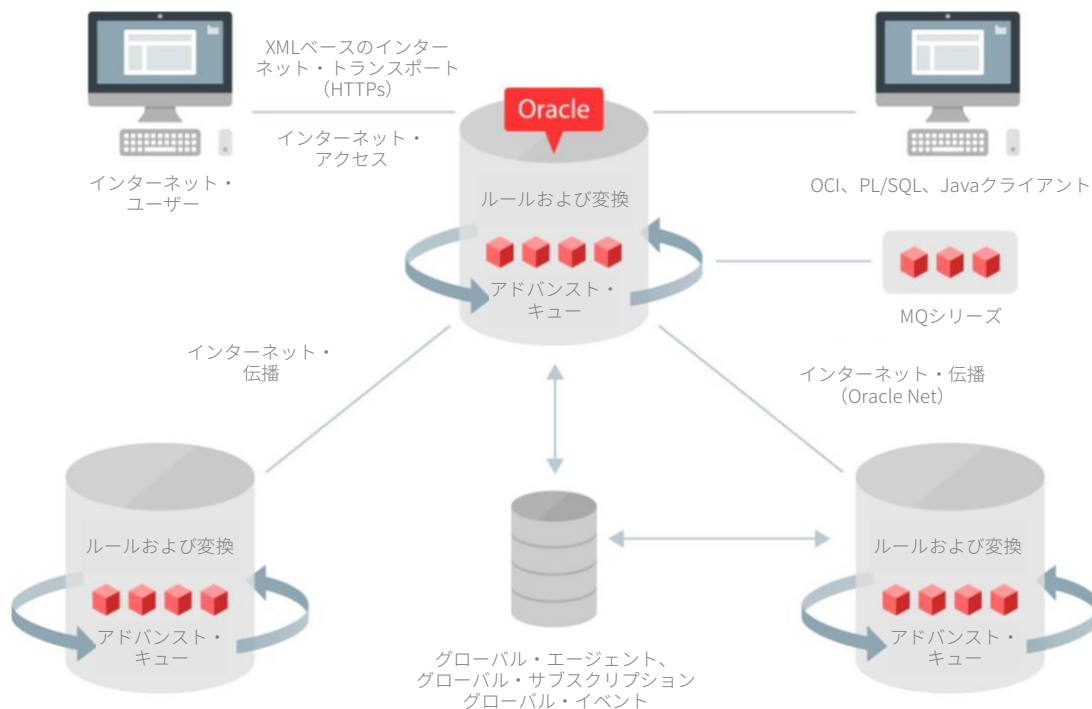 XMLベースのインター
ネット・トランスポート
（HTTPs）
Oracle
インターネット・
アクセス
インターネット・
ユーザー
OCI、PL/SQL、Javaクライアント
ルールおよび変換
アドバンスト・
キュー
MQシリーズ
インターネット・
伝播
インターネット・伝播
（Oracle Net）
ルールおよび変換
アドバンスト・
キュー
ルールおよび変換
アドバンスト・
キュー
グローバル・エージェント、
グローバル・サブスクリプション
グローバル・イベント